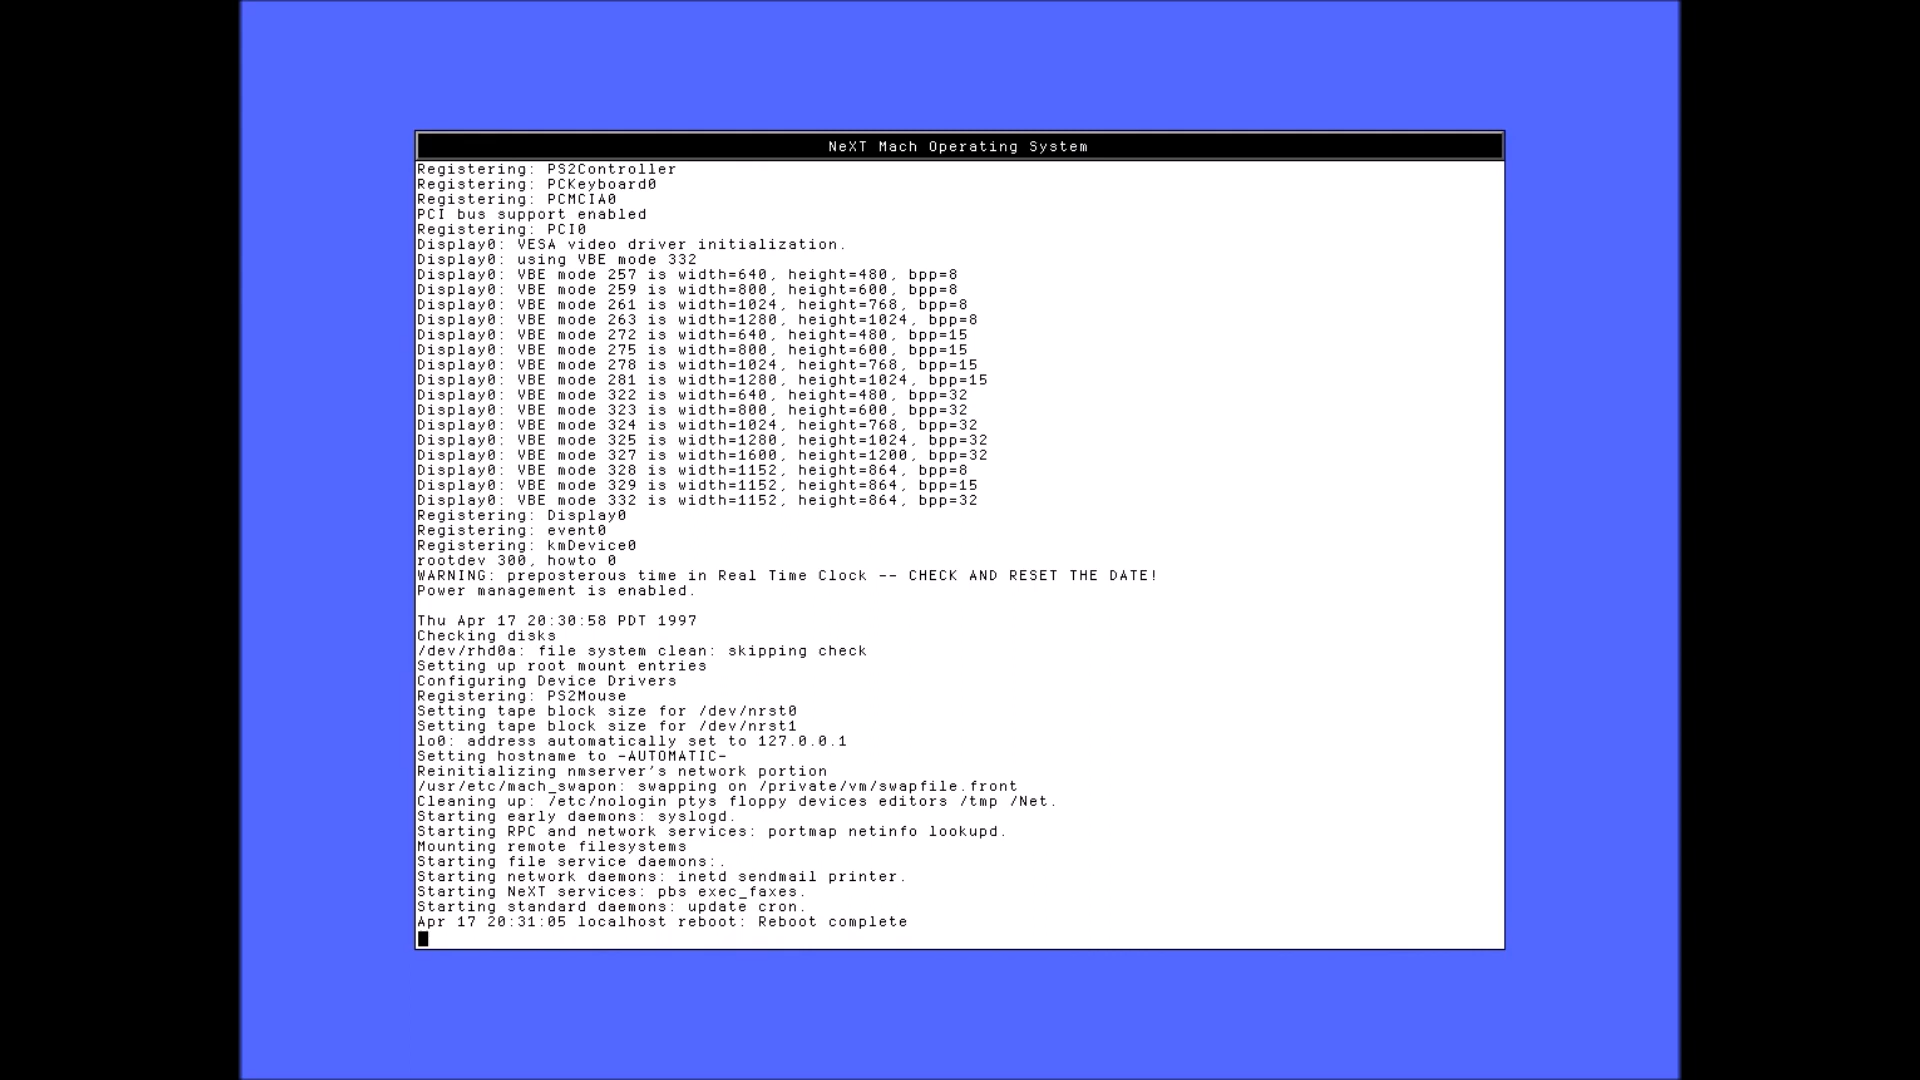 NeXT Mach Operating System
Registering: PS2Controller
Registering: PCKeyboard0
Registering: PCMCIA0
PCI bus support enabled
Registering: PCI0
Display0: VESA video driver initialization.
Display0: using VBE mode 332
Display0: VBE mode 257 is width=640, height=480, bpp=8
Display0: VBE mode 259 is width=800, height=600, bpp=8
Display0: VBE mode 261 is width=1024, height=768, bpp=8
Display0: VBE mode 263 is width=1280, height=1024, bpp=8
Display0: VBE mode 272 is width=640, height=480, bpp=15
Display0: VBE mode 275 is width=800, height=600, bpp=15
Display0: VBE mode 278 is width=1024, height=768, bpp=15
Display0: VBE mode 281 is width=1280, height=1024, bpp=15
Display0: VBE mode 322 is width=640, height=480, bpp=32
Display0: VBE mode 323 is width=800, height=600, bpp=32
Display0: VBE mode 324 is width=1024, height=768, bpp=32
Display0: VBE mode 325 is width=1280, height=1024, bpp=32
Display0: VBE mode 327 is width=1600, height=1200, bpp=32
Display0: VBE mode 328 is width=1152, height=864, bpp=8
Display0: VBE mode 329 is width=1152, height=864, bpp=15
Display0: VBE mode 332 is width=1152, height=864, bpp=32
Registering: Display0
Registering: event0
Registering: kmDevice0
rootdev 300, howto 0
WARNING: preposterous time in Real Time Clock -- CHECK AND RESET THE DATE!
Power management is enabled.
Thu Apr 17 20:30:58 PDT 1997
Checking disks
/dev/rhd0a: file system clean: skipping check
Setting up root mount entries
Configuring Device Drivers
Registering: PS2Mouse
Setting tape block size for /dev/nrst0
Setting tape block size for /dev/nrst1
lo0: address automatically set to 127.0.0.1
Setting hostname to -AUTOMATIC-
Reinitializing nmserver's network portion
/usr/etc/mach_swapon: swapping on /private/vm/swapfile.front
Cleaning up: /etc/nologin ptys floppy devices editors /tmp /Net.
Starting early daemons: syslogd.
Starting RPC and network services: portmap netinfo lookupd.
Mounting remote filesystems
Starting file service daemons:.
Starting network daemons: inetd sendmail printer.
Starting NeXT services: pbs exec_faxes.
Starting standard daemons: update cron.
Apr 17 20:31:05 localhost reboot: Reboot complete